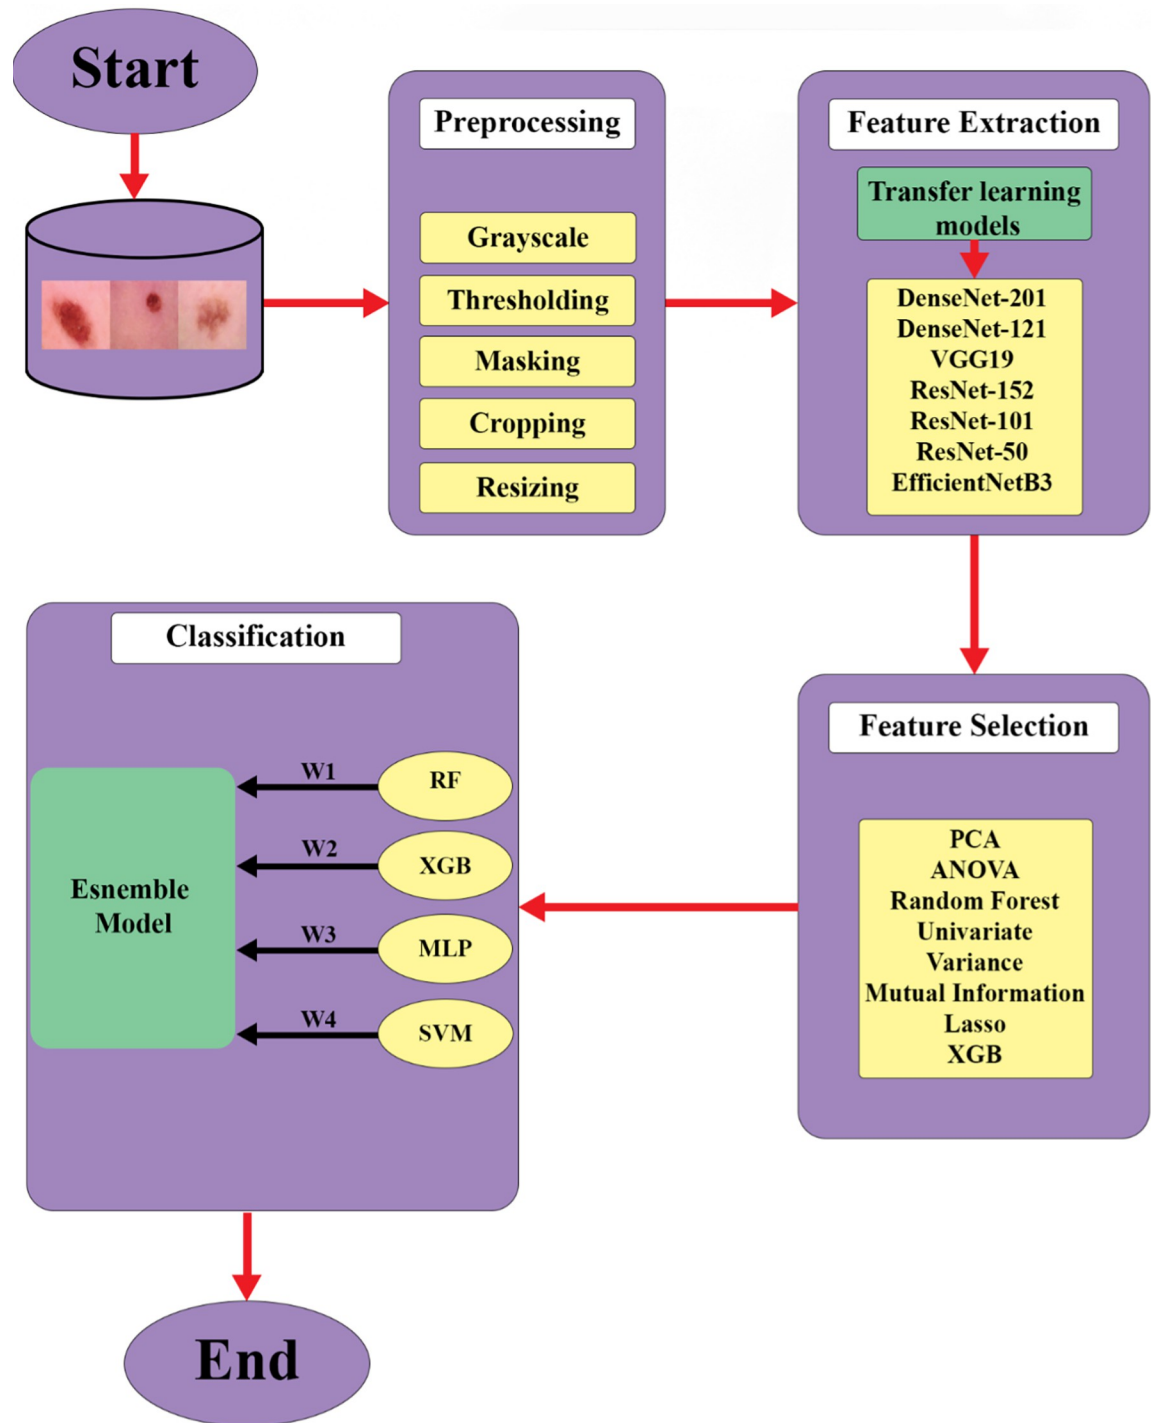 Start
Preprocessing
Grayscale
Thresholding
Masking
Cropping
Resizing
Feature Extraction
Transfer learning
models
DenseNet-201
DenseNet-121
VGG19
ResNet-152
ResNet-101
ResNet-50
EfficientNetB3
Feature Selection
PCA
ANOVA
Random Forest
Univariate
Variance
Mutual Information
Lasso
XGB
Classification
RF
XGB
MLP
SVM
W1
W2
W3
W4
Esnemble
Model
End